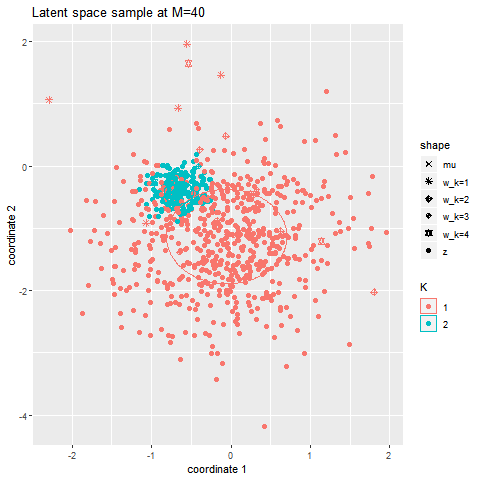 Latent space sample at M=40
2
0
-2
-4
-2
-1
0
1
2
coordinate 1
coordinate 2
shape
mu
w_k=1
w_k=2
w_k=3
w_k=4
z
K
1
2